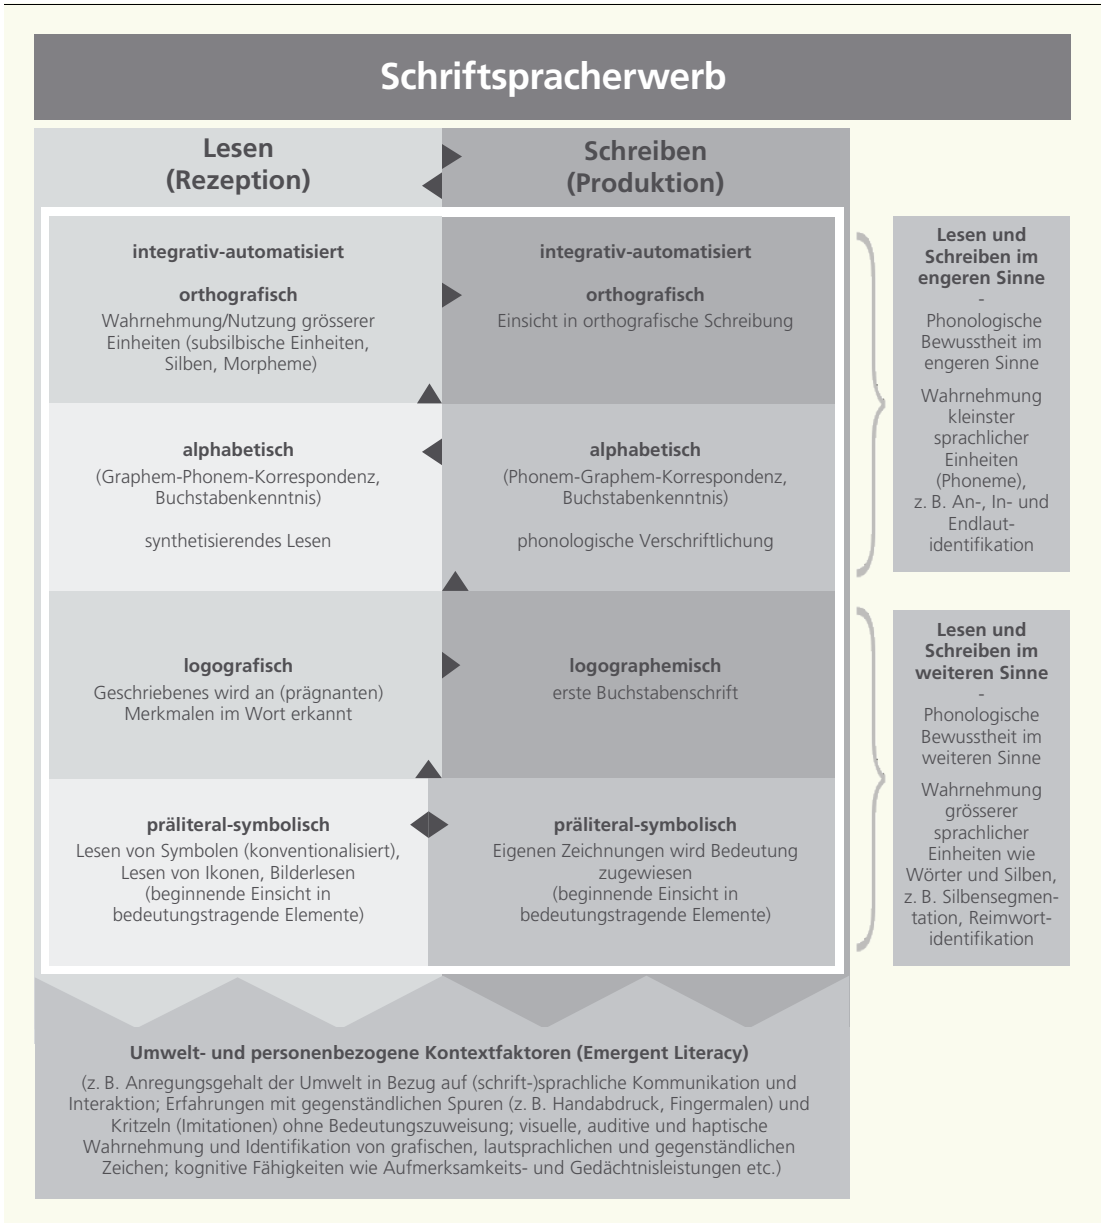 Schriftspracherwerb
Lesen
(Rezeption)
Schreiben
(Produktion)
integrativ-automatisiert
orthografisch
Wahrnehmung/Nutzung grösserer
Einheiten (subsilbische Einheiten,
Silben, Morpheme)
integrativ-automatisiert
orthografisch
Einsicht in orthografische Schreibung
alphabetisch
(Graphem-Phonem-Korrespondenz,
Buchstabenkenntnis)
synthetisierendes Lesen
alphabetisch
(Phonem-Graphem-Korrespondenz,
Buchstabenkenntnis)
phonologische Verschriftlichung
logografisch
Geschriebenes wird an (prägnanten)
Merkmalen im Wort erkannt
logographemisch
erste Buchstabenschrift
präliteral-symbolisch
Lesen von Symbolen (konventionalisiert),
Lesen von Ikonen, Bilderlesen
(beginnende Einsicht in
bedeutungstragende Elemente)
präliteral-symbolisch
Eigenen Zeichnungen wird Bedeutung
zugewiesen
(beginnende Einsicht in
bedeutungstragende Elemente)
Lesen und
Schreiben im
engeren Sinne
-
Phonologische
Bewusstheit im
engeren Sinne
Wahrnehmung
kleinster
sprachlicher
Einheiten
(Phoneme),
z. B. An-, In- und
Endlaut-
identifikation
Lesen und
Schreiben im
weiteren Sinne
-
Phonologische
Bewusstheit im
weiteren Sinne
Wahrnehmung
grösserer
sprachlicher
Einheiten wie
Wörter und Silben,
z. B. Silbensegmen-
tation, Reimwort-
identifikation
Umwelt- und personenbezogene Kontextfaktoren (Emergent Literacy)
(z. B. Anregungsgehalt der Umwelt in Bezug auf (schrift-)sprachliche Kommunikation und
Interaktion; Erfahrungen mit gegenständlichen Spuren (z. B. Handabdruck, Fingermalen) und
Kritzeln (Imitationen) ohne Bedeutungszuweisung; visuelle, auditive und haptische
Wahrnehmung und Identifikation von grafischen, lautsprachlichen und gegenständlichen
Zeichen; kognitive Fähigkeiten wie Aufmerksamkeits- und Gedächtnisleistungen etc.)